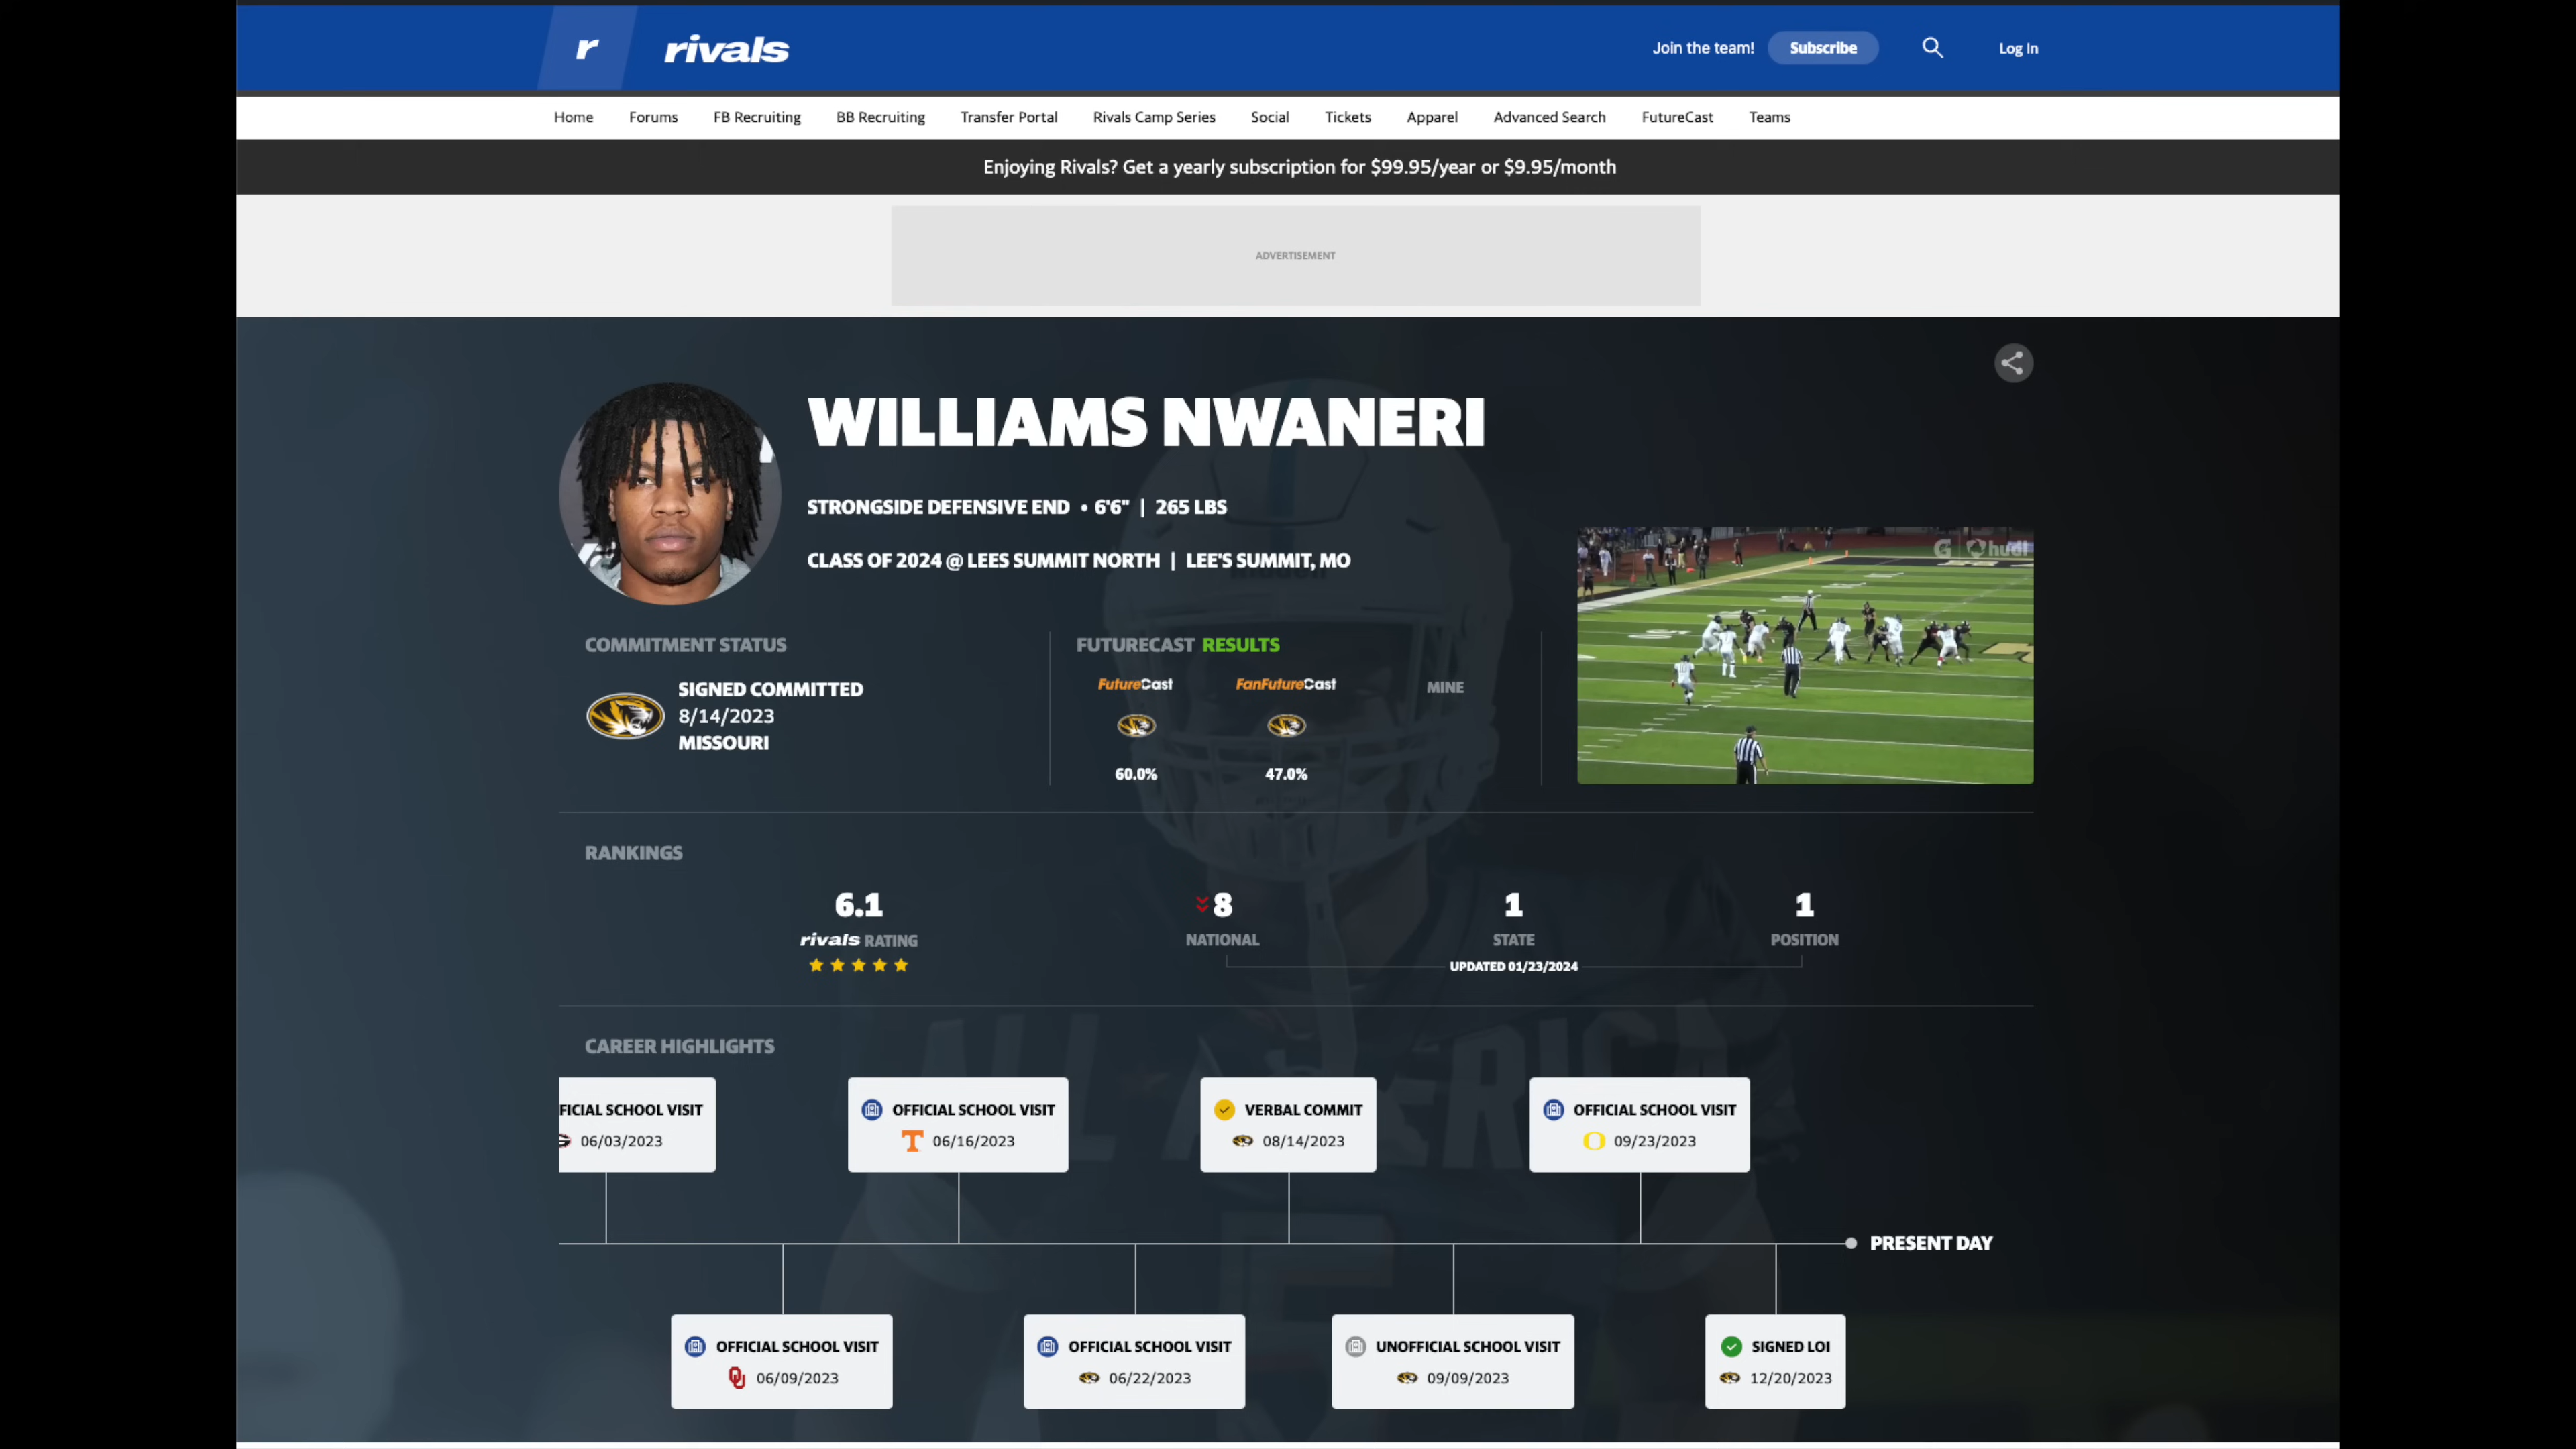 r rivals Join the team! Subscribe Log In
Home Forums FB Recruiting BB Recruiting Transfer Portal Rivals Camp Series Social Tickets Apparel Advanced Search FutureCast Teams
Enjoying Rivals? Get a yearly subscription for $99.95/year or $9.95/month
ADVERTISEMENT
WILLIAMS NWANERI
STRONGSIDE DEFENSIVE END • 6'6" | 265 LBS
CLASS OF 2024 @ LEES SUMMIT NORTH | LEE'S SUMMIT, MO
G hudl
COMMITMENT STATUS
SIGNED COMMITTED
8/14/2023
MISSOURI
FUTURECAST RESULTS
FutureCast FanFutureCast MINE
60.0% 47.0%
RANKINGS
6.1 8 1 1
rivals RATING NATIONAL STATE POSITION
UPDATED 01/23/2024
CAREER HIGHLIGHTS
FICIAL SCHOOL VISIT
06/03/2023
OFFICIAL SCHOOL VISIT
T 06/16/2023
VERBAL COMMIT
08/14/2023
OFFICIAL SCHOOL VISIT
O 09/23/2023
PRESENT DAY
OFFICIAL SCHOOL VISIT
OU 06/09/2023
OFFICIAL SCHOOL VISIT
06/22/2023
UNOFFICIAL SCHOOL VISIT
09/09/2023
SIGNED LOI
12/20/2023